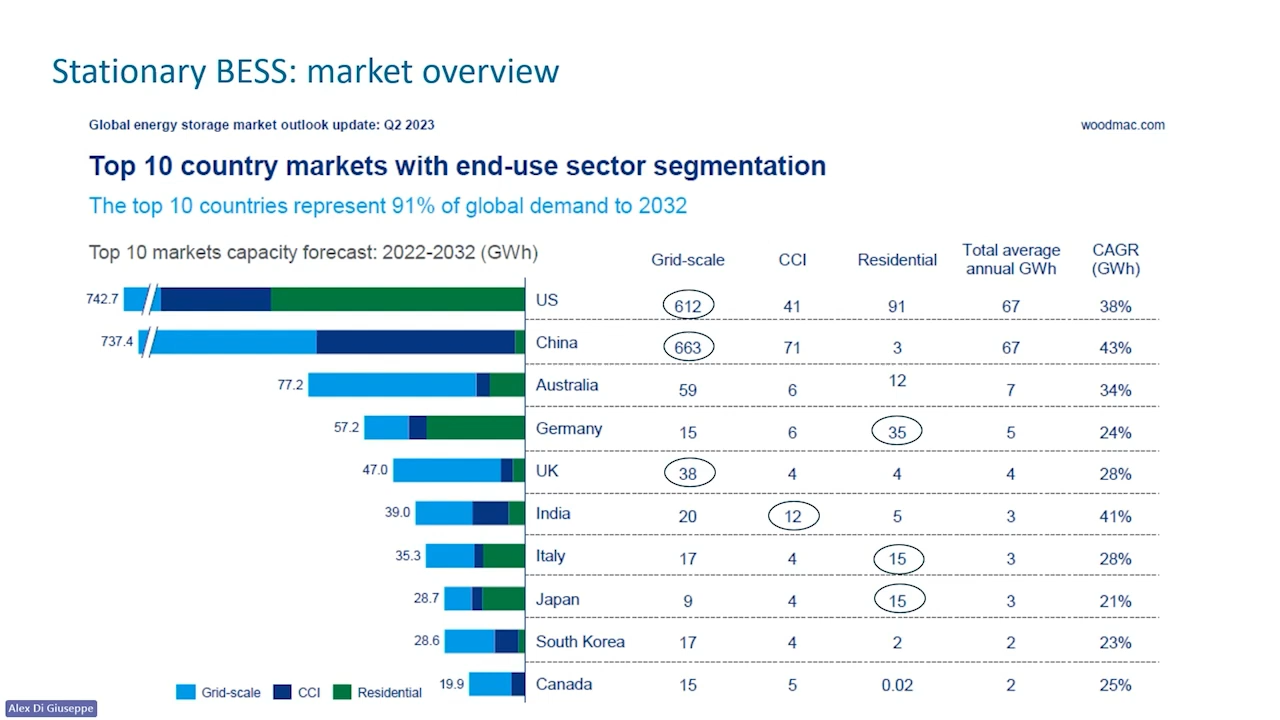 Stationary BESS: market overview
Global energy storage market outlook update: Q2 2023
woodmac.com
Top 10 country markets with end-use sector segmentation
The top 10 countries represent 91% of global demand to 2032
Top 10 markets capacity forecast: 2022-2032 (GWh)
Grid-scale CCI Residential Total average annual GWh CAGR (GWh)
742.7 US 612 41 91 67 38%
737.4 China 663 71 3 67 43%
77.2 Australia 59 6 12 7 34%
57.2 Germany 15 6 35 5 24%
47.0 UK 38 4 4 4 28%
39.0 India 20 12 5 3 41%
35.3 Italy 17 4 15 3 28%
28.7 Japan 9 4 15 3 21%
28.6 South Korea 17 4 2 2 23%
19.9 Canada 15 5 0.02 2 25%
Grid-scale CCI Residential
Alex Di Giuseppe